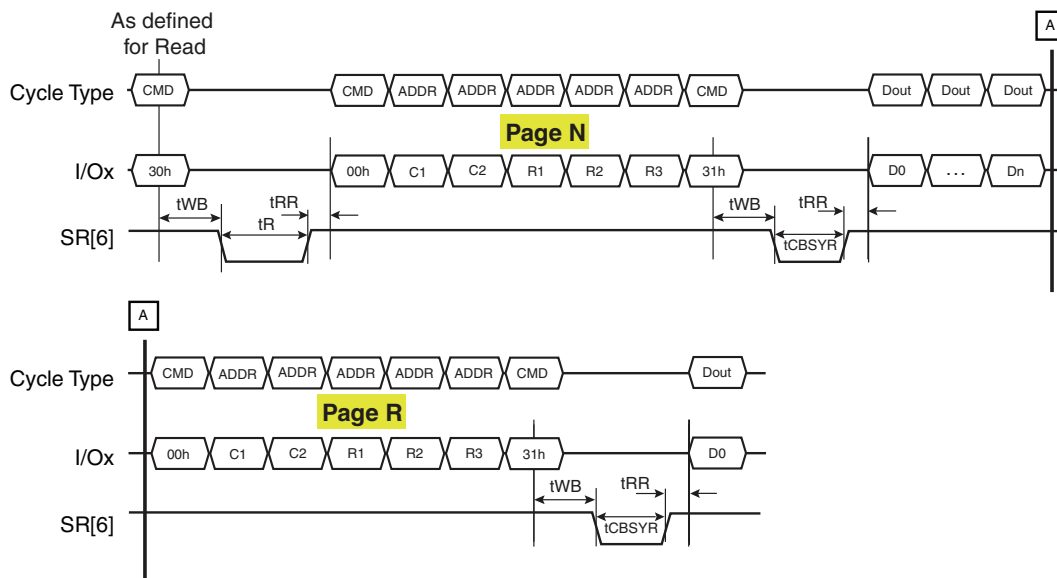 As defined
for Read
A
Cycle Type CMD CMD ADDR ADDR ADDR ADDR ADDR CMD Dout Dout Dout
Page N
I/Ox 30h 00h C1 C2 R1 R2 R3 31h D0 ... Dn
tWB tRR tWB tRR
SR[6] tR tCBSYR
A
Cycle Type CMD ADDR ADDR ADDR ADDR ADDR CMD Dout
Page R
I/Ox 00h C1 C2 R1 R2 R3 31h D0
tWB tRR
SR[6] tCBSYR